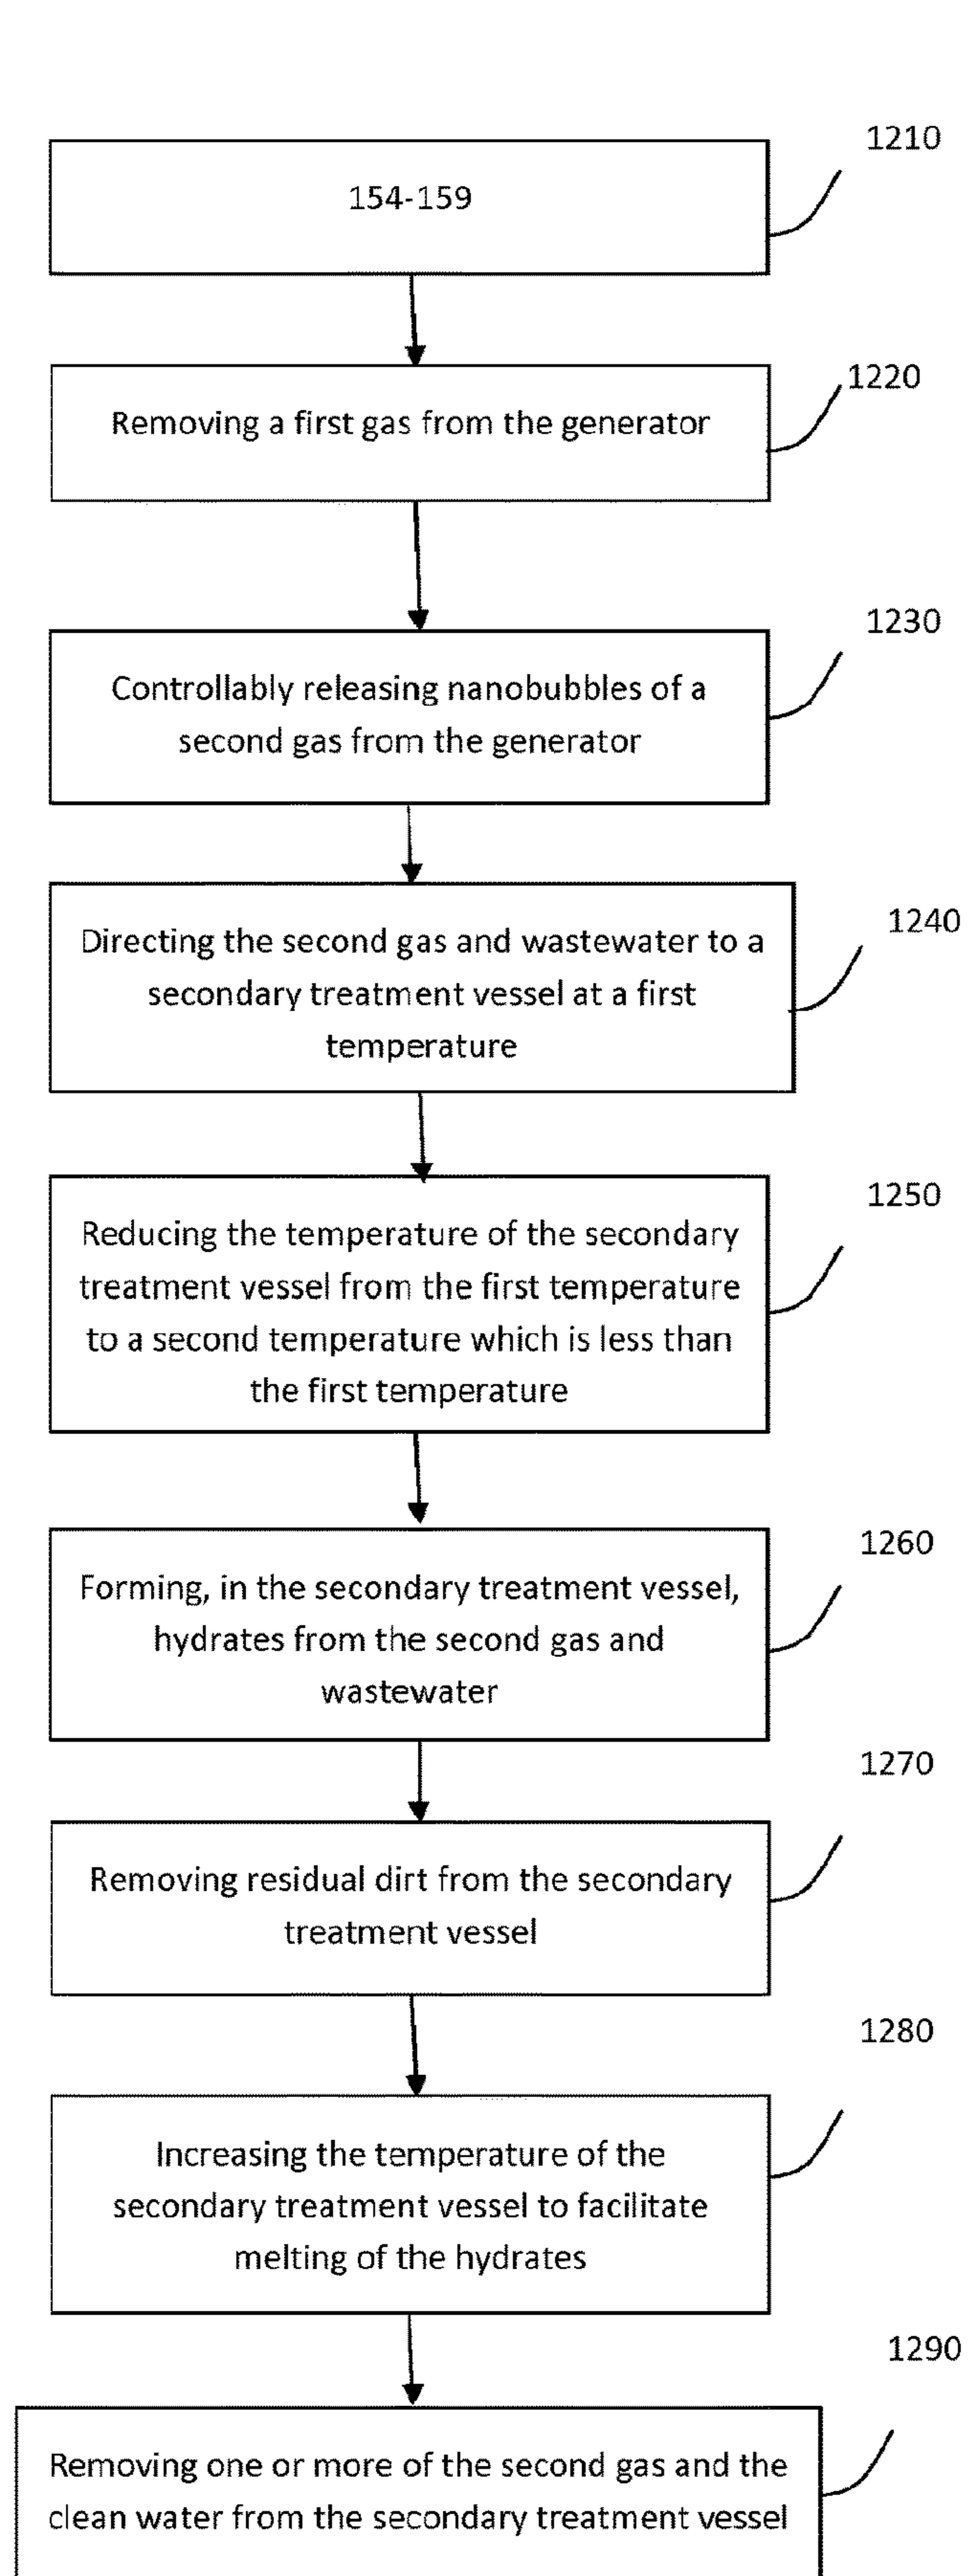 1210
154-159
1220
Removing a first gas from the generator
1230
Controllably releasing nanobubbles of a
second gas from the generator
1240
Directing the second gas and wastewater to a
secondary treatment vessel at a first
temperature
1250
Reducing the temperature of the secondary
treatment vessel from the first temperature
to a second temperature which is less than
the first temperature
1260
Forming, in the secondary treatment vessel,
hydrates from the second gas and
wastewater
1270
Removing residual dirt from the secondary
treatment vessel
1280
Increasing the temperature of the
secondary treatment vessel to facilitate
melting of the hydrates
1290
Removing one or more of the second gas and the
clean water from the secondary treatment vessel